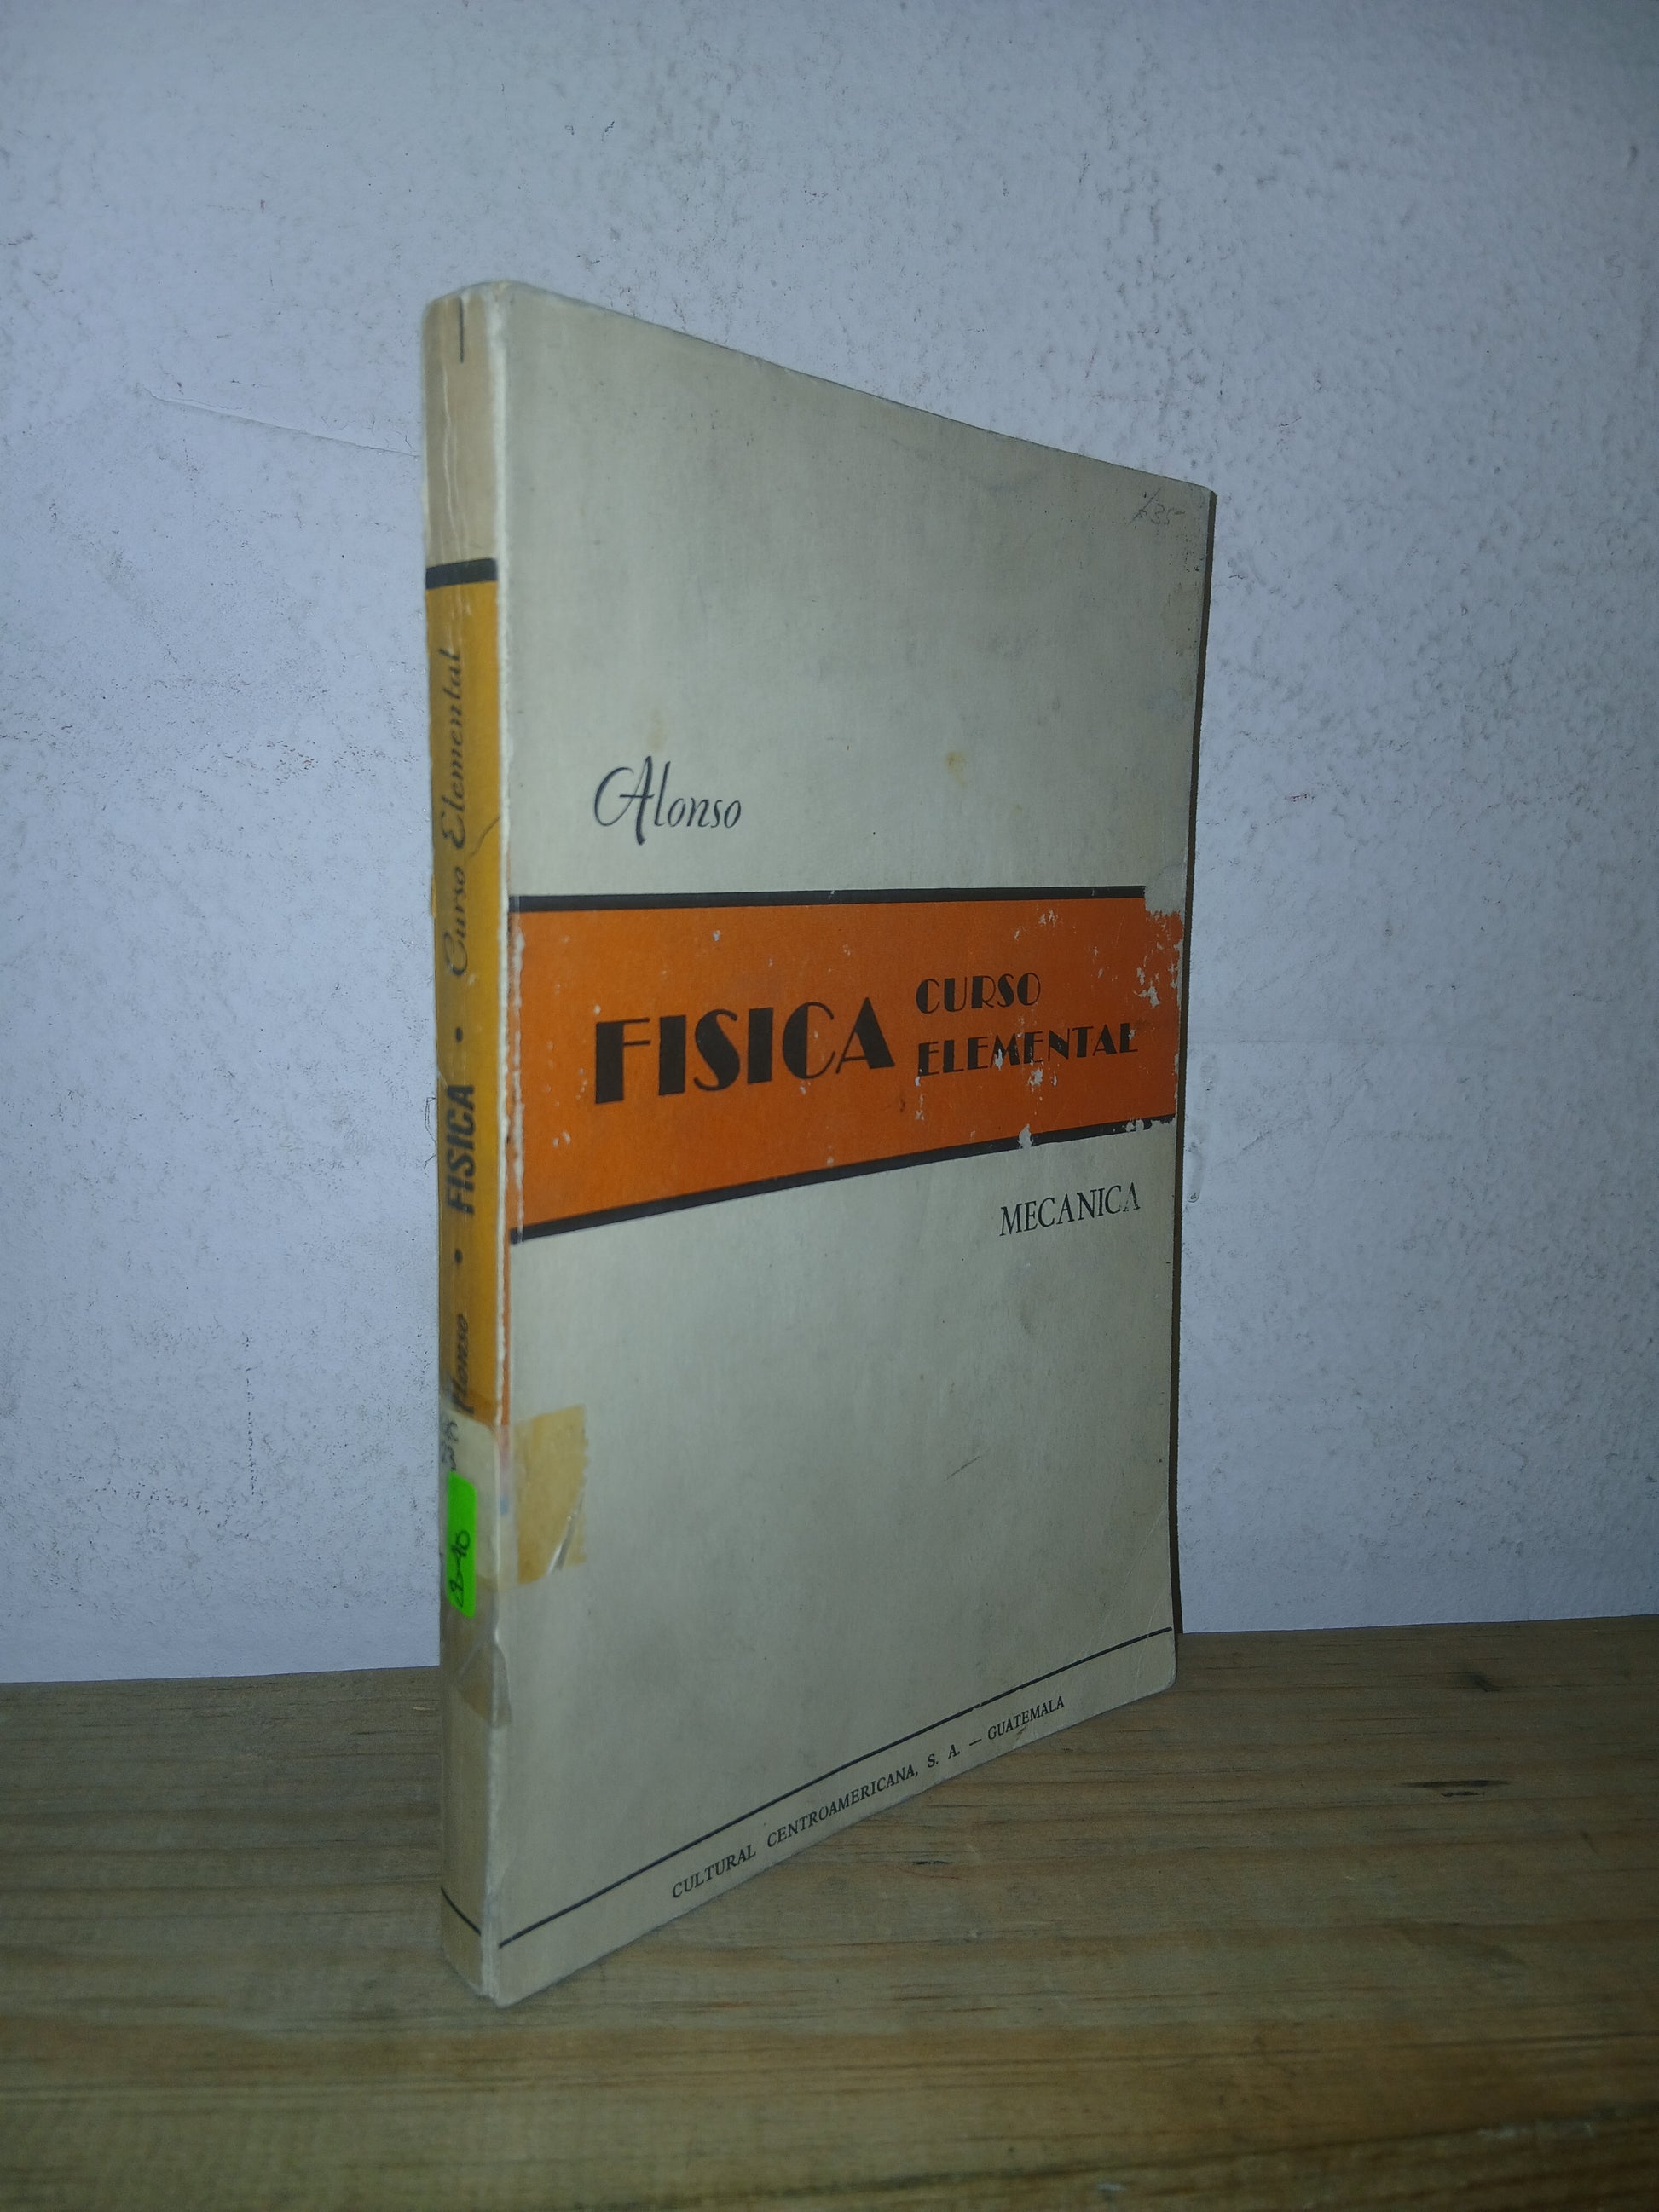 Alonso
FISICA CURSO
ELEMENTAL
MECANICA
CULTURAL CENTROAMERICANA, S. A. — GUATEMALA
Alonso • FISICA • Curso Elemental